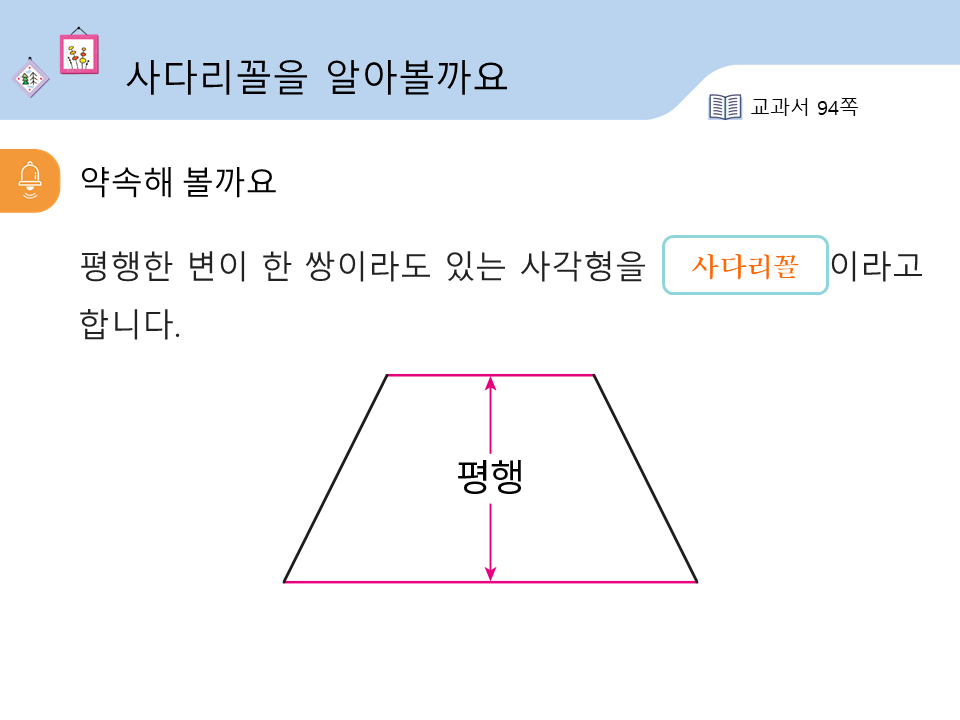 사다리꼴을 알아볼까요
교과서 94쪽
약속해 볼까요
평행한 변이 한 쌍이라도 있는 사각형을 사다리꼴 이라고
합니다.
평행